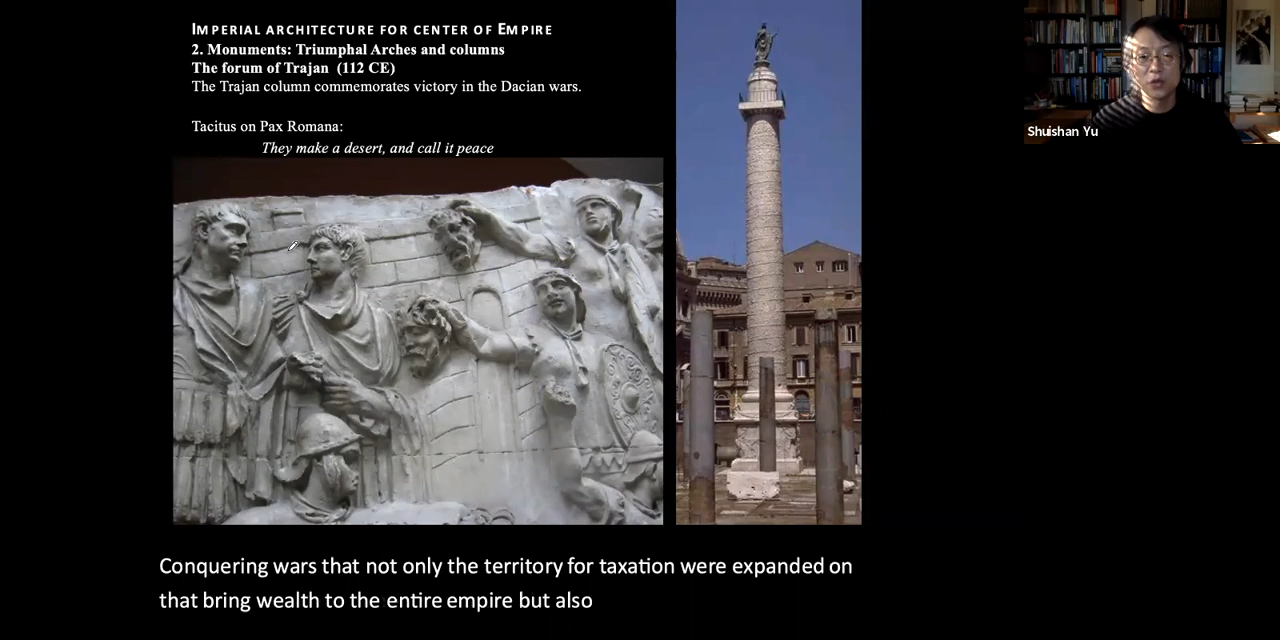 IMPERIAL ARCHITECTURE FOR CENTER OF EMPIRE
2. Monuments: Triumphal Arches and columns
The forum of Trajan  (112 CE)
The Trajan column commemorates victory in the Dacian wars.
Tacitus on Pax Romana:
They make a desert, and call it peace
Shuishan Yu
Conquering wars that not only the territory for taxation were expanded on
that bring wealth to the entire empire but also